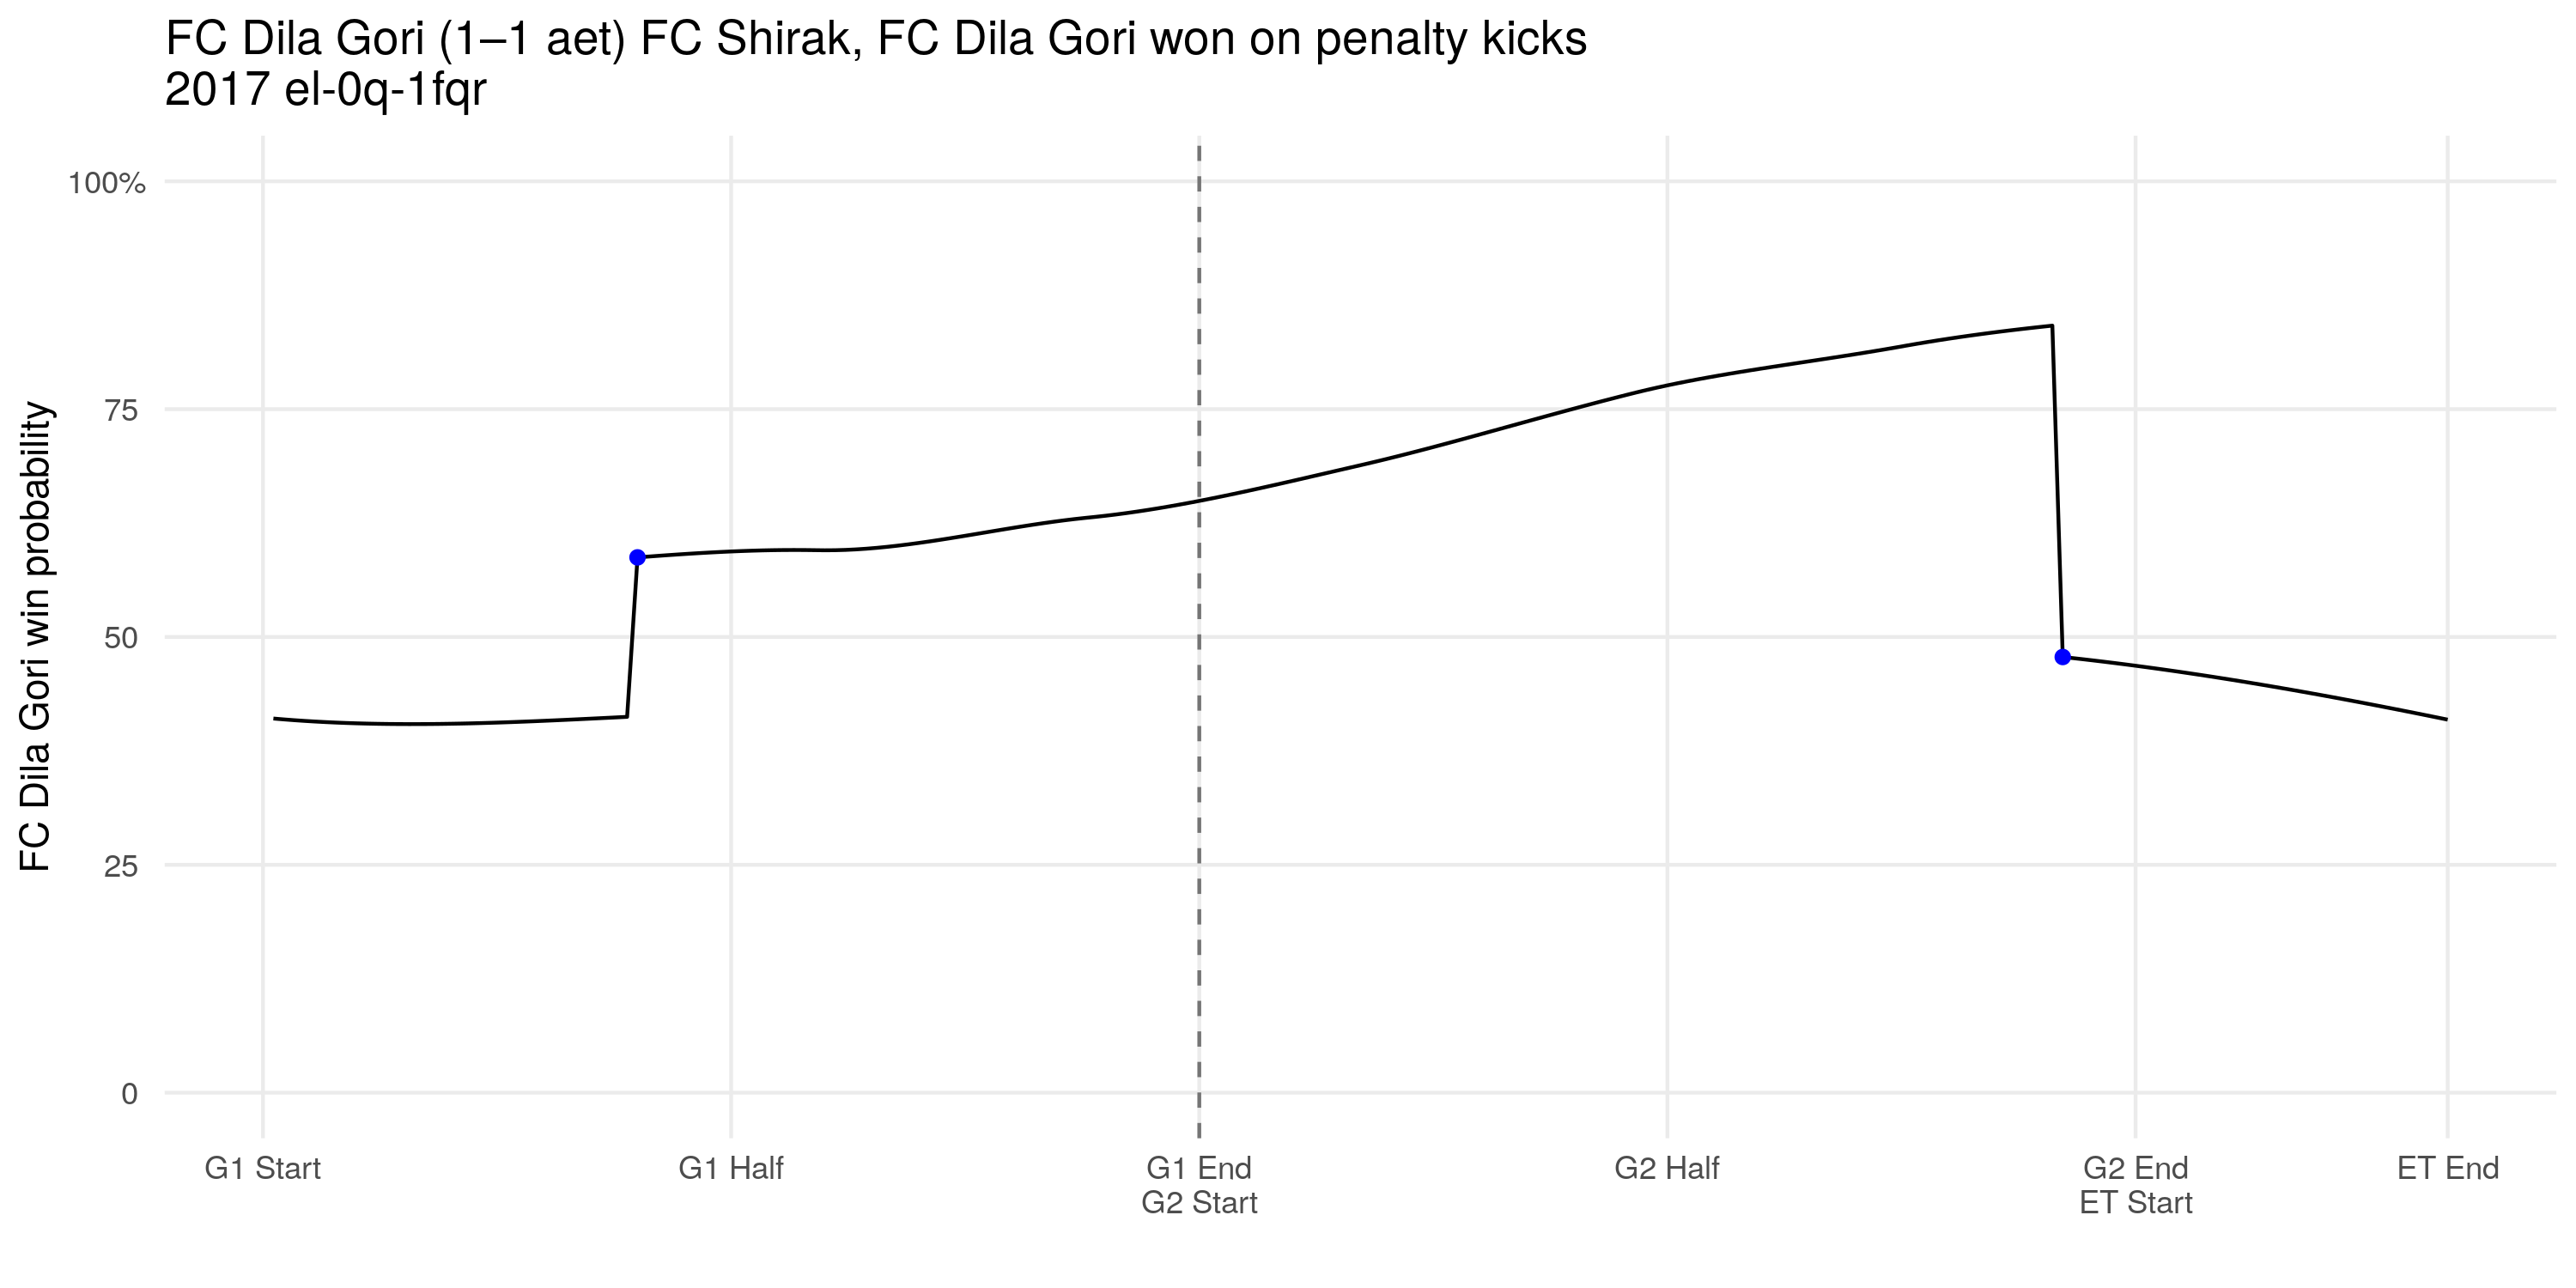 FC Dila Gori (1–1 aet) FC Shirak, FC Dila Gori won on penalty kicks
2017 el-0q-1fqr
FC Dila Gori win probability
100%
75
50
25
0
G1 Start
G1 Half
G1 End
G2 Start
G2 Half
G2 End
ET Start
ET End